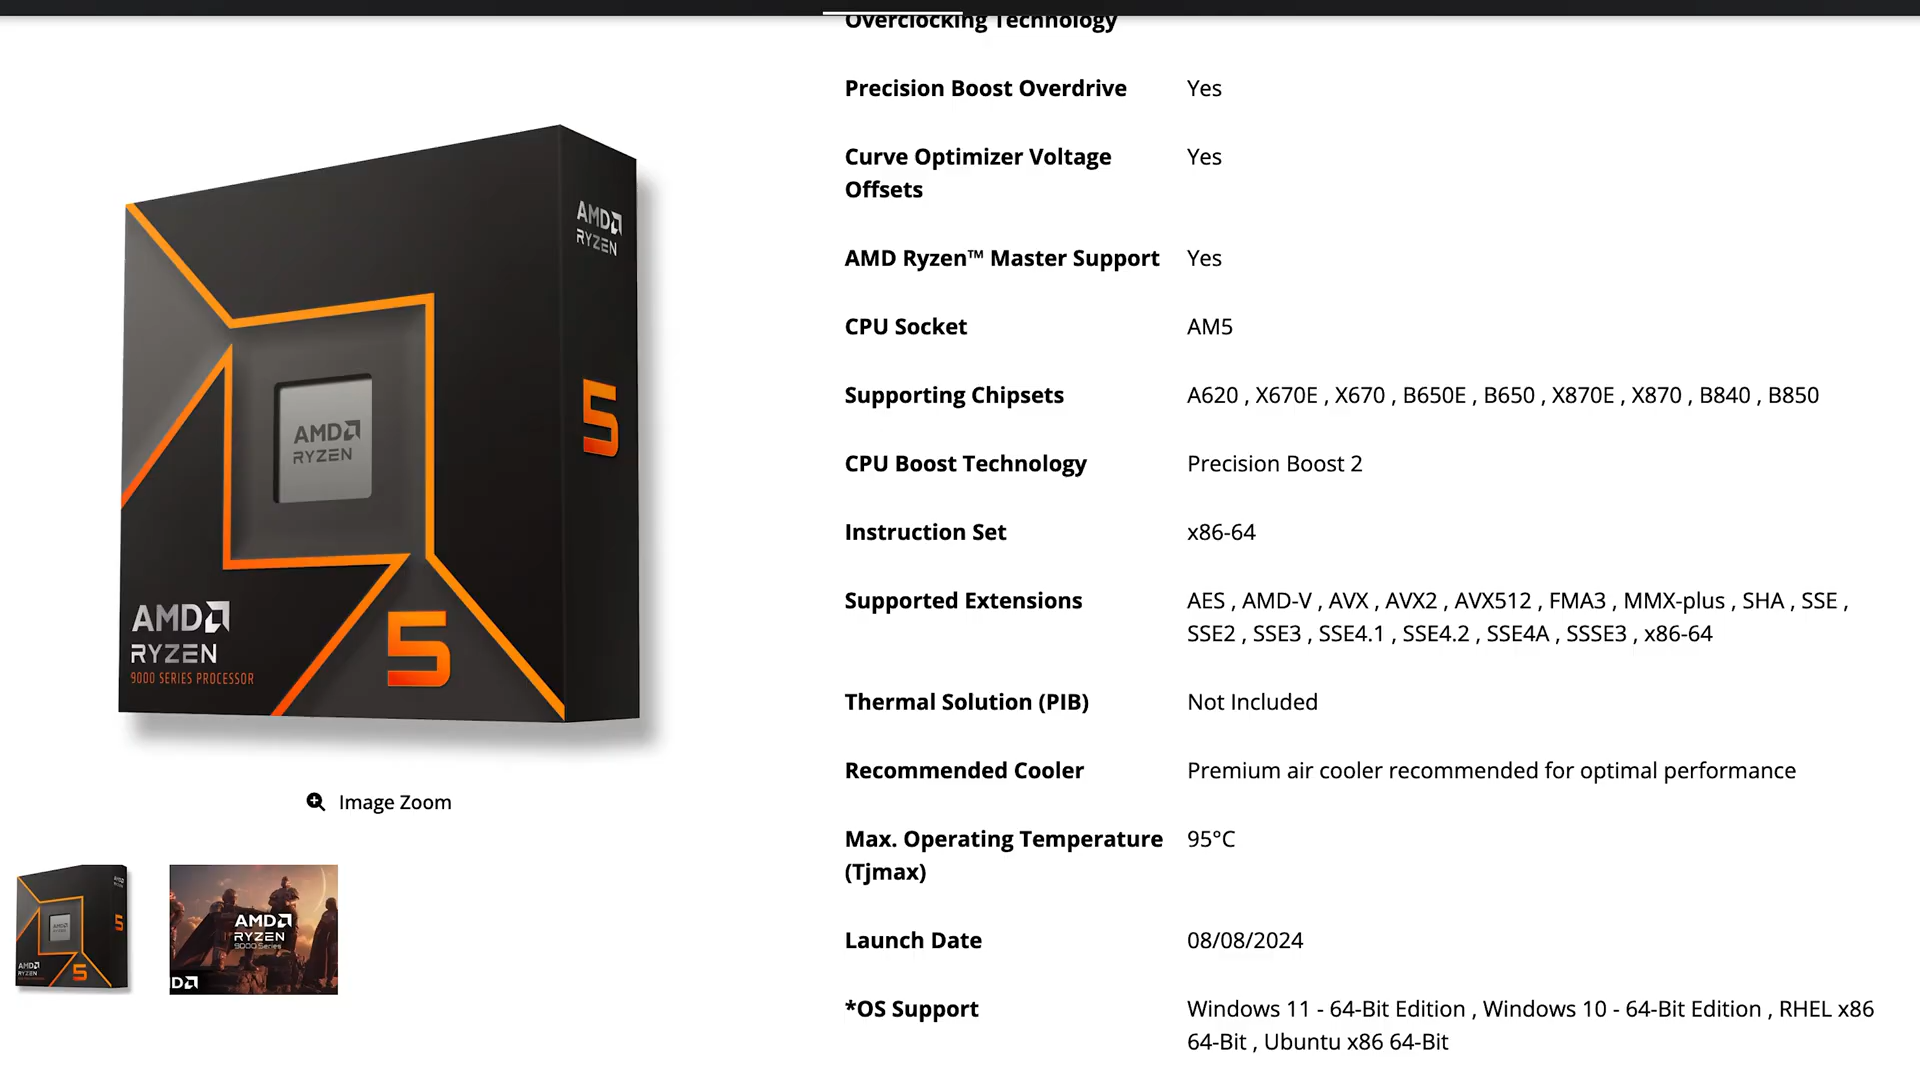 Overclocking Technology
Precision Boost Overdrive Yes
Curve Optimizer Voltage Yes
Offsets
AMD Ryzen™ Master Support Yes
CPU Socket AM5
Supporting Chipsets A620 , X670E , X670 , B650E , B650 , X870E , X870 , B840 , B850
CPU Boost Technology Precision Boost 2
Instruction Set x86-64
Supported Extensions AES , AMD-V , AVX , AVX2 , AVX512 , FMA3 , MMX-plus , SHA , SSE ,
SSE2 , SSE3 , SSE4.1 , SSE4.2 , SSE4A , SSSE3 , x86-64
Thermal Solution (PIB) Not Included
Recommended Cooler Premium air cooler recommended for optimal performance
Max. Operating Temperature 95°C
(Tjmax)
Launch Date 08/08/2024
*OS Support Windows 11 - 64-Bit Edition , Windows 10 - 64-Bit Edition , RHEL x86
64-Bit , Ubuntu x86 64-Bit
AMD
RYZEN
5
AMD
RYZEN
AMD
RYZEN
9000 SERIES PROCESSOR
5
Image Zoom
AMD
RYZEN
5
5
AMD
RYZEN
9000 Series